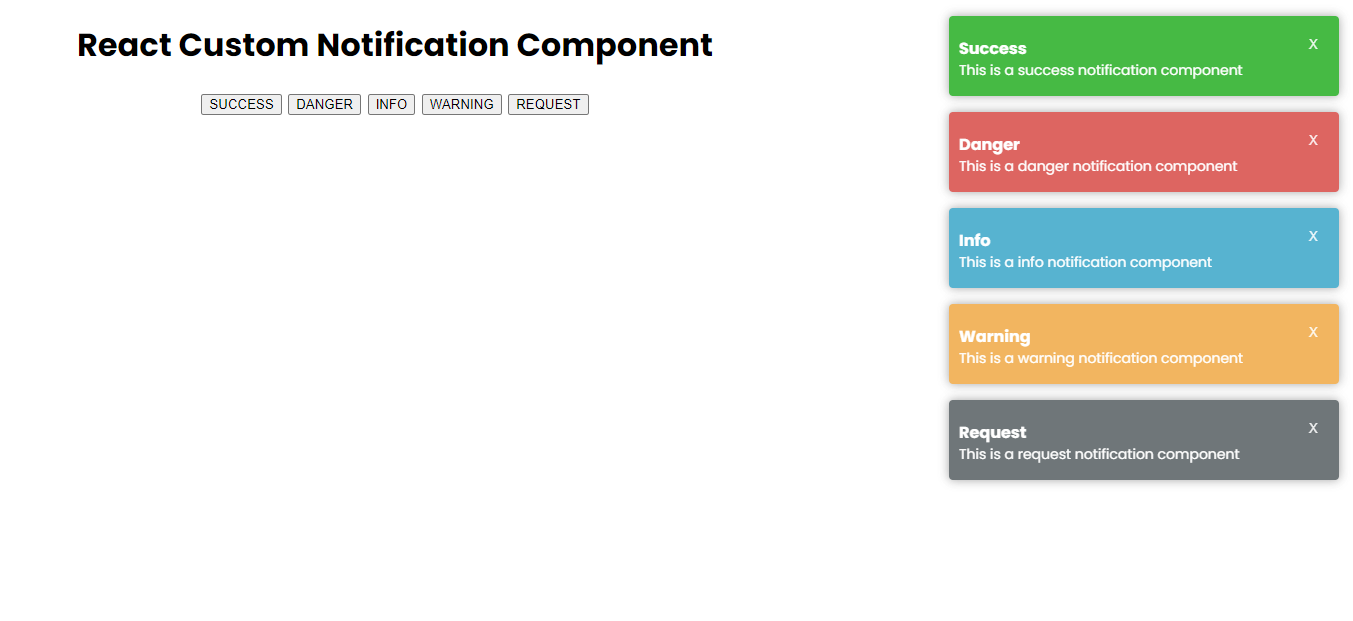 React Custom Notification Component
SUCCESS DANGER INFO WARNING REQUEST
Success X
This is a success notification component
Danger X
This is a danger notification component
Info X
This is a info notification component
Warning X
This is a warning notification component
Request X
This is a request notification component